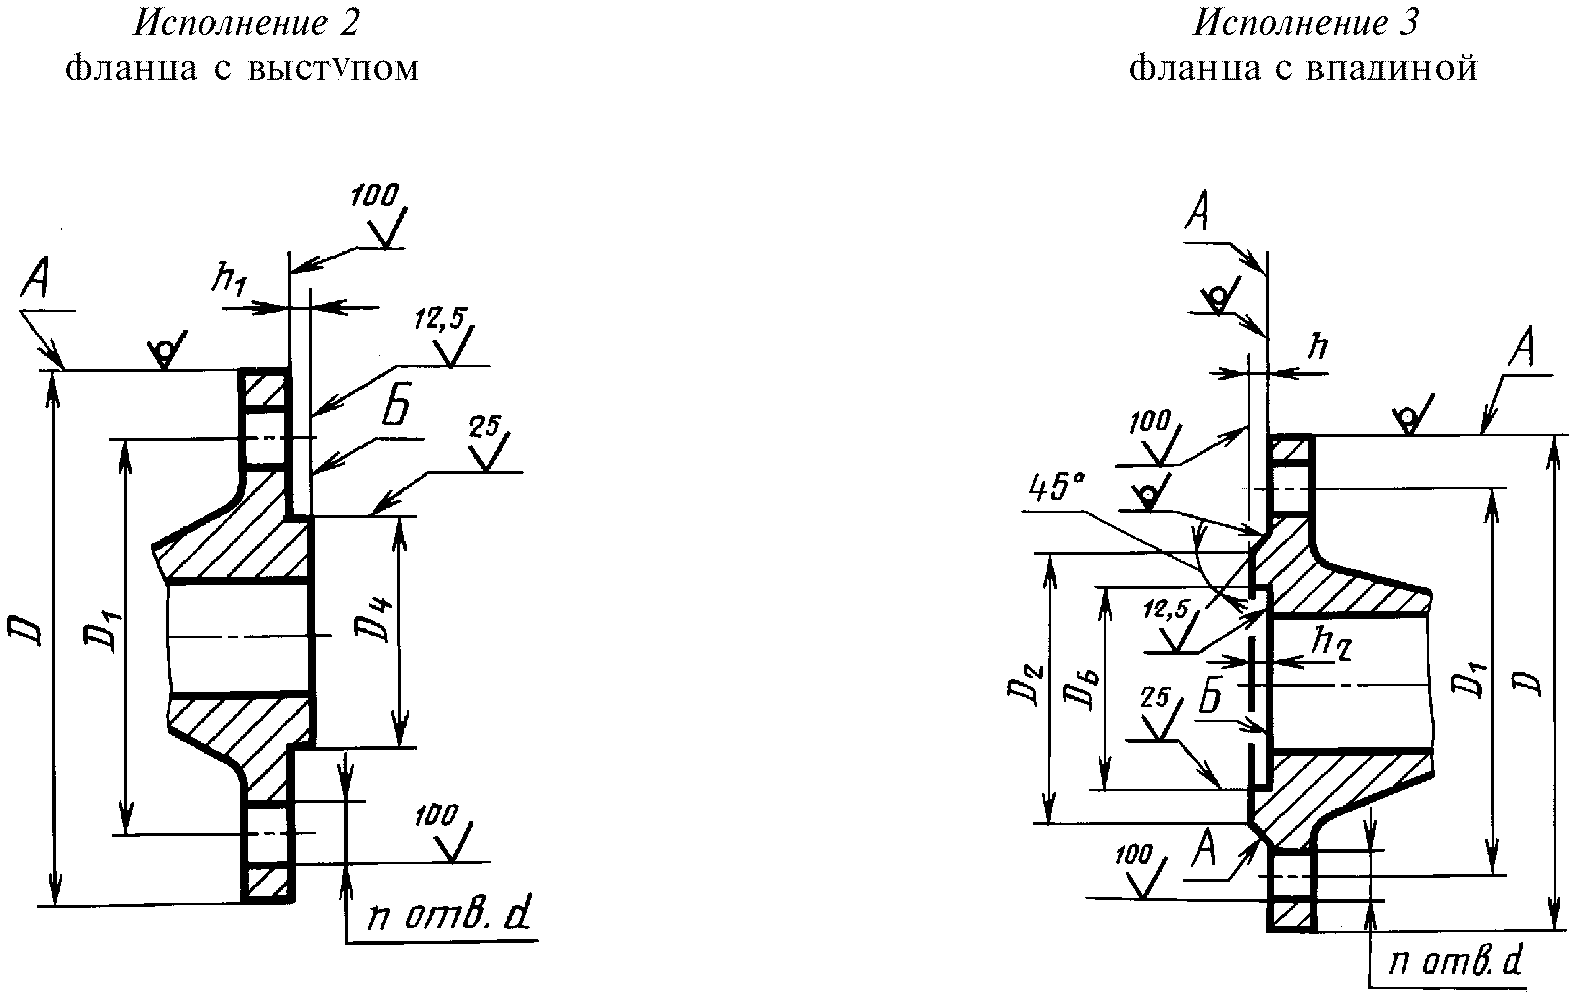 Исполнение 2
фланца с выступом
100
А
h1
12,5
Б
25
D
D1
D4
100
n отв. d
Исполнение 3
фланца с впадиной
А
h
А
100
45°
12,5
h2
D2
D6
Б
25
D1
D
А
100
n отв. d